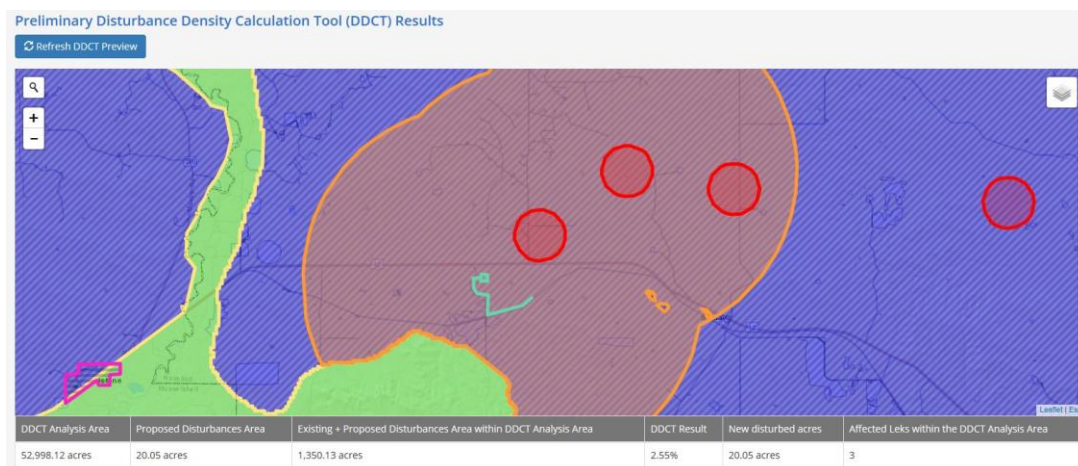 Preliminary Disturbance Density Calculation Tool (DDCT) Results
Refresh DDCT Preview
+
−
Leaflet | Es
DDCT Analysis Area Proposed Disturbances Area Existing + Proposed Disturbances Area within DDCT Analysis Area DDCT Result New disturbed acres Affected Leks within the DDCT Analysis Area
52,998.12 acres 20.05 acres 1,350.13 acres 2.55% 20.05 acres 3